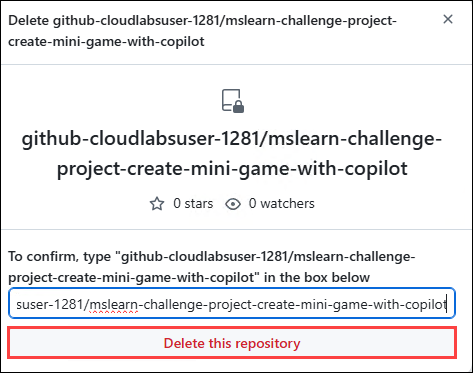 Delete github-cloudlabsuser-1281/mslearn-challenge-project-
create-mini-game-with-copilot
github-cloudlabsuser-1281/mslearn-challenge-
project-create-mini-game-with-copilot
0 stars 0 watchers
To confirm, type "github-cloudlabsuser-1281/mslearn-challenge-
project-create-mini-game-with-copilot" in the box below
suser-1281/mslearn-challenge-project-create-mini-game-with-copilot
Delete this repository